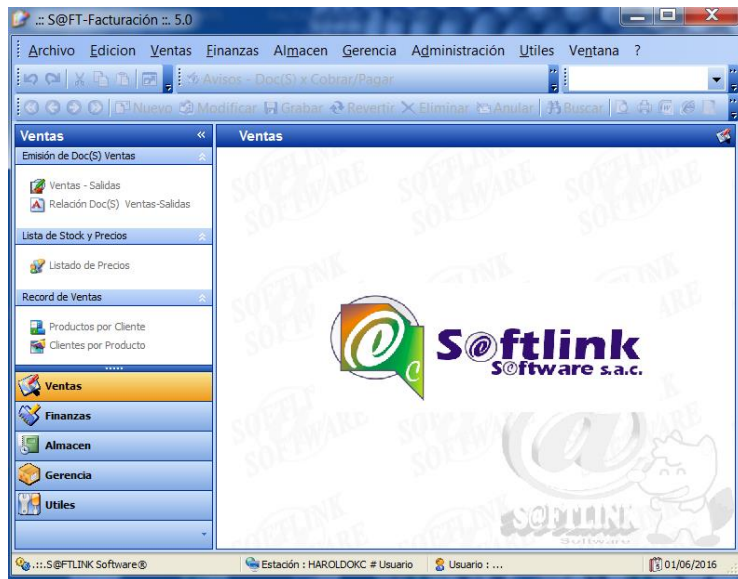 .:: S@FT-Facturación ::. 5.0
Archivo Edicion Ventas Finanzas Almacen Gerencia Administración Utiles Ventana ?
Avisos - Doc(S) x Cobrar/Pagar
Nuevo Modificar Grabar Revertir Eliminar Anular Buscar
Ventas «
Ventas
Emisión de Doc(S) Ventas
Ventas - Salidas
Relación Doc(S) Ventas-Salidas
Lista de Stock y Precios
Listado de Precios
Record de Ventas
Productos por Cliente
Clientes por Producto
S@ftlink
S@ftware s.a.c.
Ventas
Finanzas
Almacen
Gerencia
Utiles
SOFTLINK
SOFTWARE
S@FTLINK
Software
.::.S@FTLINK Software® Estación : HAROLDOKC # Usuario Usuario : ... 01/06/2016